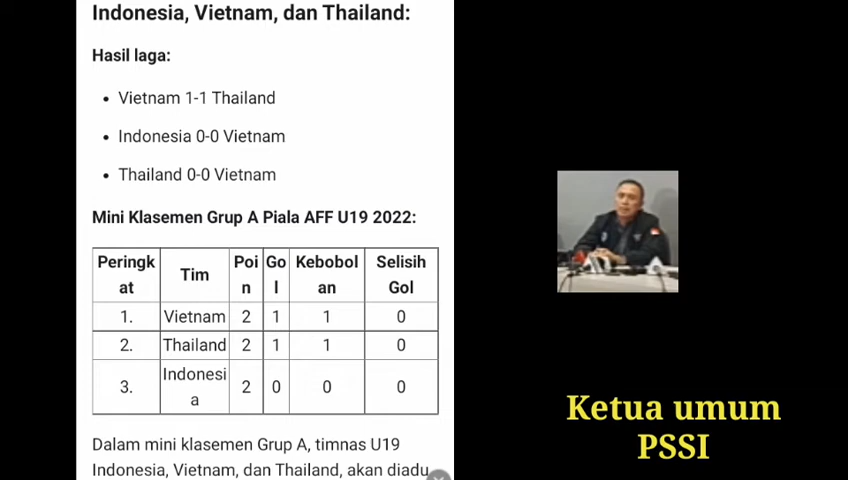 Indonesia, Vietnam, dan Thailand:
Hasil laga:
• Vietnam 1-1 Thailand
• Indonesia 0-0 Vietnam
• Thailand 0-0 Vietnam
Mini Klasemen Grup A Piala AFF U19 2022:
Peringk
at
Tim
Poi
n
Go
l
Kebobol
an
Selisih
Gol
1. Vietnam 2 1 1 0
2. Thailand 2 1 1 0
3. Indonesi
a 2 0 0 0
Dalam mini klasemen Grup A, timnas U19
Indonesia, Vietnam, dan Thailand, akan diadu
Ketua umum
PSSI